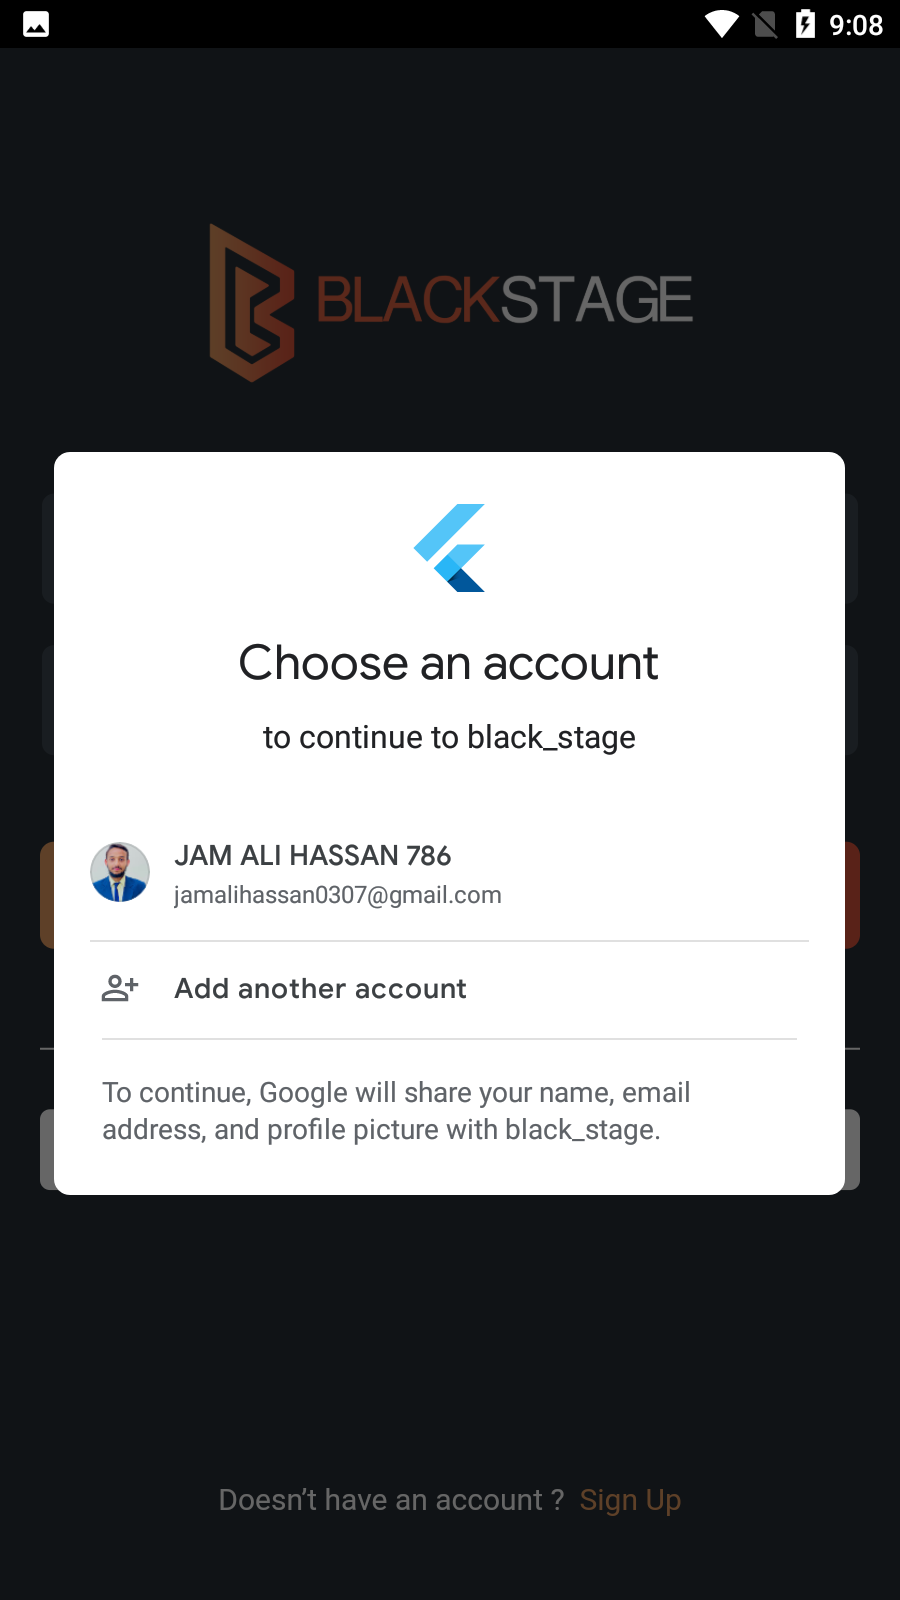 9:08
BLACKSTAGE
Choose an account
to continue to black_stage
JAM ALI HASSAN 786
jamalihassan0307@gmail.com
Add another account
To continue, Google will share your name, email
address, and profile picture with black_stage.
Doesn’t have an account ? Sign Up